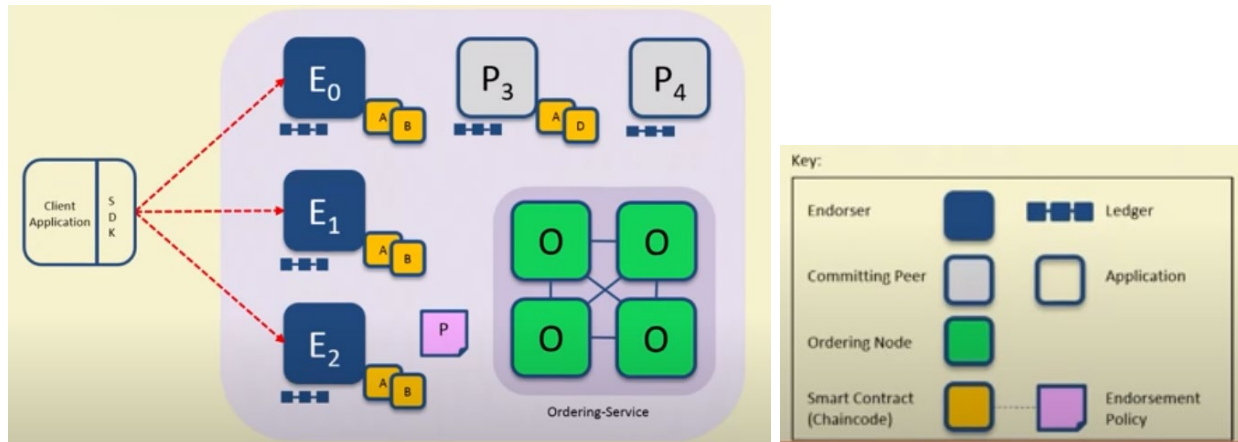 E0
A
B
P3
A
D
P4
Client
Application
S
D
K
E1
A
B
O
O
E2
A
B
P
O
O
Ordering-Service
Key:
Endorser
Ledger
Committing Peer
Application
Ordering Node
Smart Contract
(Chaincode)
Endorsement
Policy